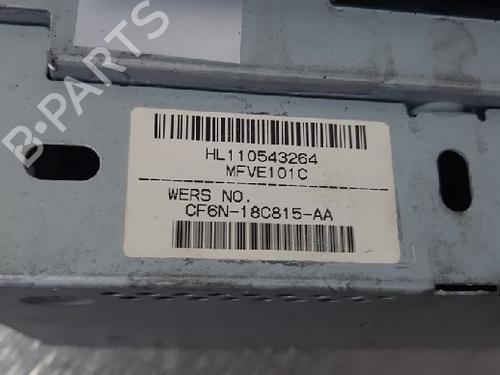 B-PARTS
HL110543264
MFVE101C
WERS NO.
CF6N-18C815-AA